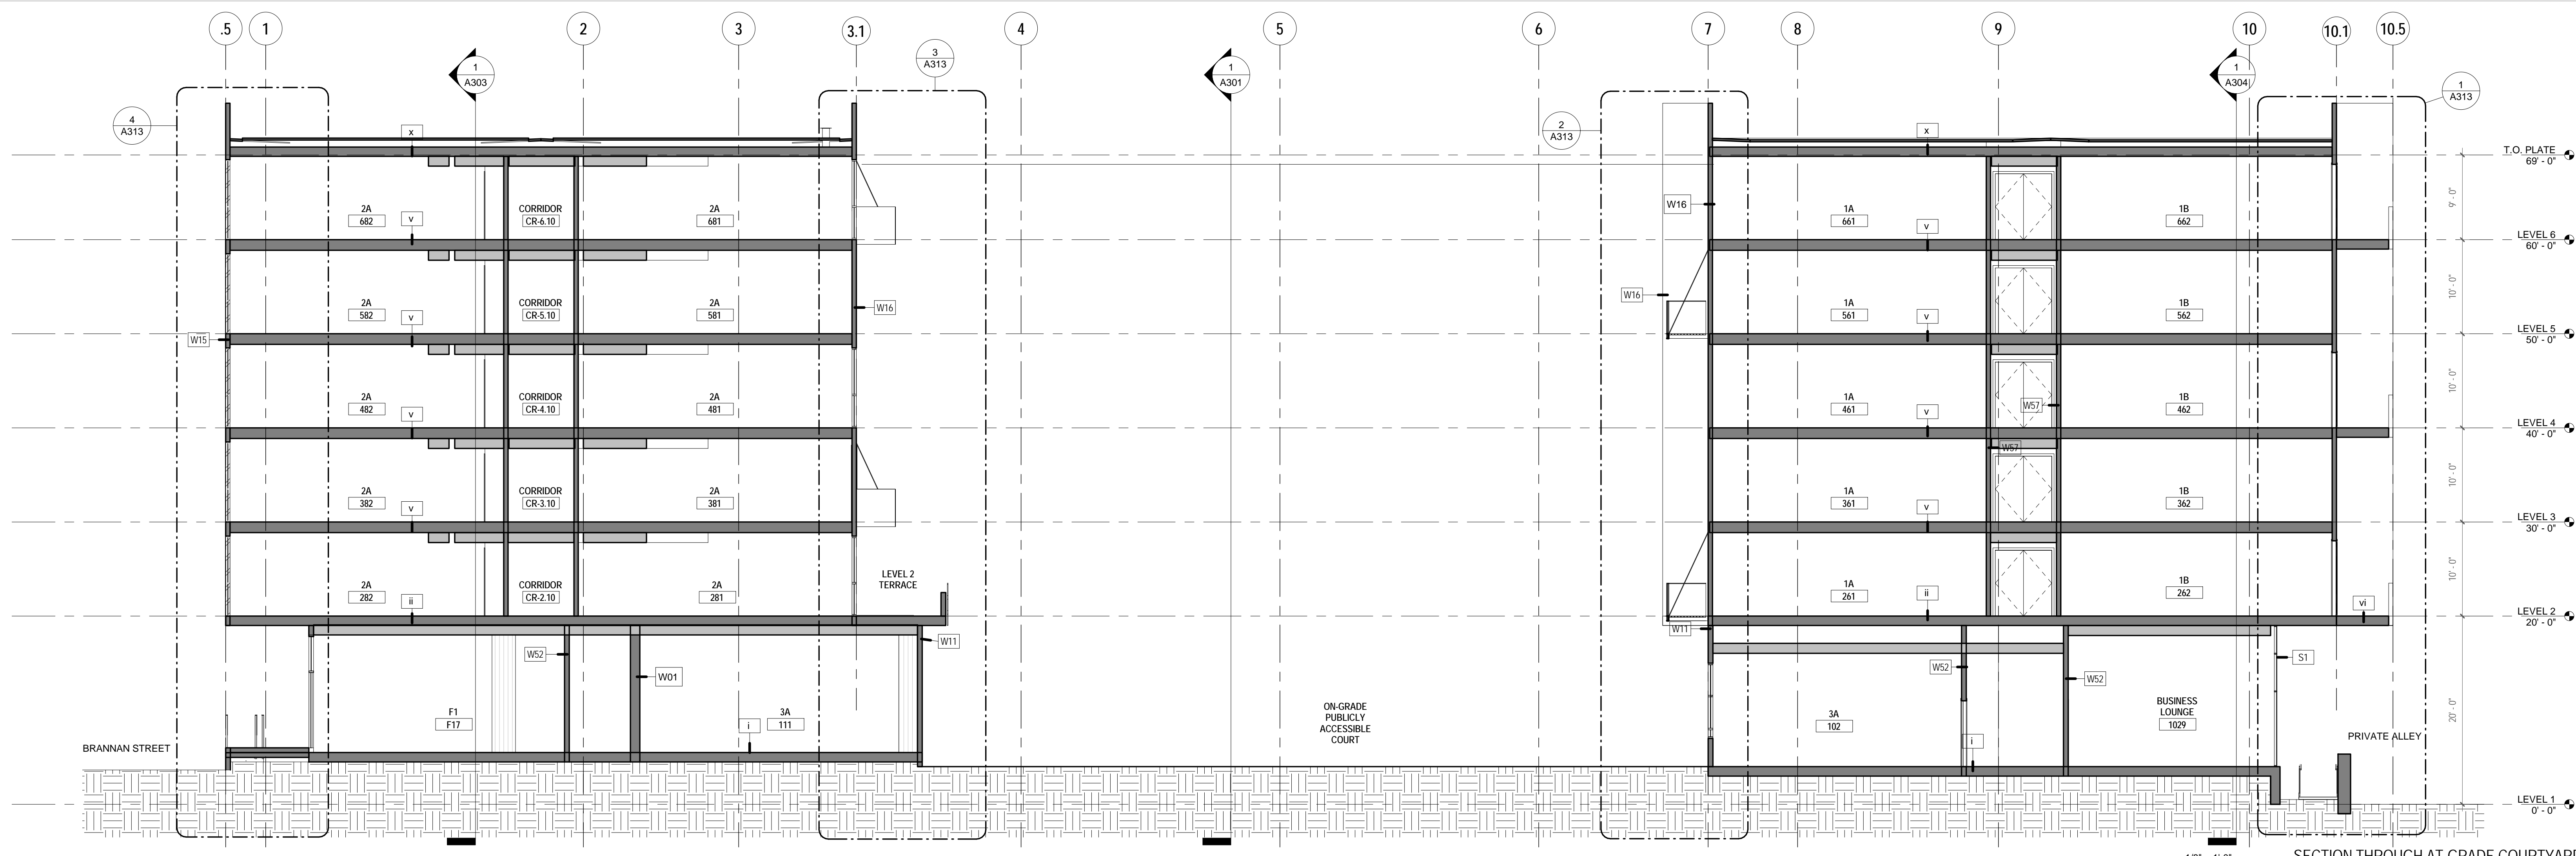 .5
1
2
3
3.1
4
5
6
7
8
9
10
10.1
10.5
1
A303
3
A313
1
A301
1
A304
1
A313
4
A313
2
A313
x
x
T.O. PLATE
69' - 0"
9' - 0"
2A
682
v
CORRIDOR
CR-6.10
2A
681
W16
1A
661
v
1B
662
LEVEL 6
60' - 0"
10' - 0"
2A
582
v
CORRIDOR
CR-5.10
2A
581
W16
W16
1A
561
v
1B
562
W15
LEVEL 5
50' - 0"
10' - 0"
2A
482
v
CORRIDOR
CR-4.10
2A
481
1A
461
v
W57
1B
462
LEVEL 4
40' - 0"
W57
10' - 0"
2A
382
v
CORRIDOR
CR-3.10
2A
381
1A
361
v
1B
362
LEVEL 3
30' - 0"
10' - 0"
2A
282
ii
CORRIDOR
CR-2.10
2A
281
LEVEL 2
TERRACE
1A
261
ii
1B
262
vi
LEVEL 2
20' - 0"
W52
W01
W11
W11
W52
W52
S1
20' - 0"
F1
F17
3A
111
i
ON-GRADE
PUBLICLY
ACCESSIBLE
COURT
3A
102
i
BUSINESS
LOUNGE
1029
BRANNAN STREET
PRIVATE ALLEY
LEVEL 1
0' - 0"
SECTION THROUGH AT GRADE COURTYARD